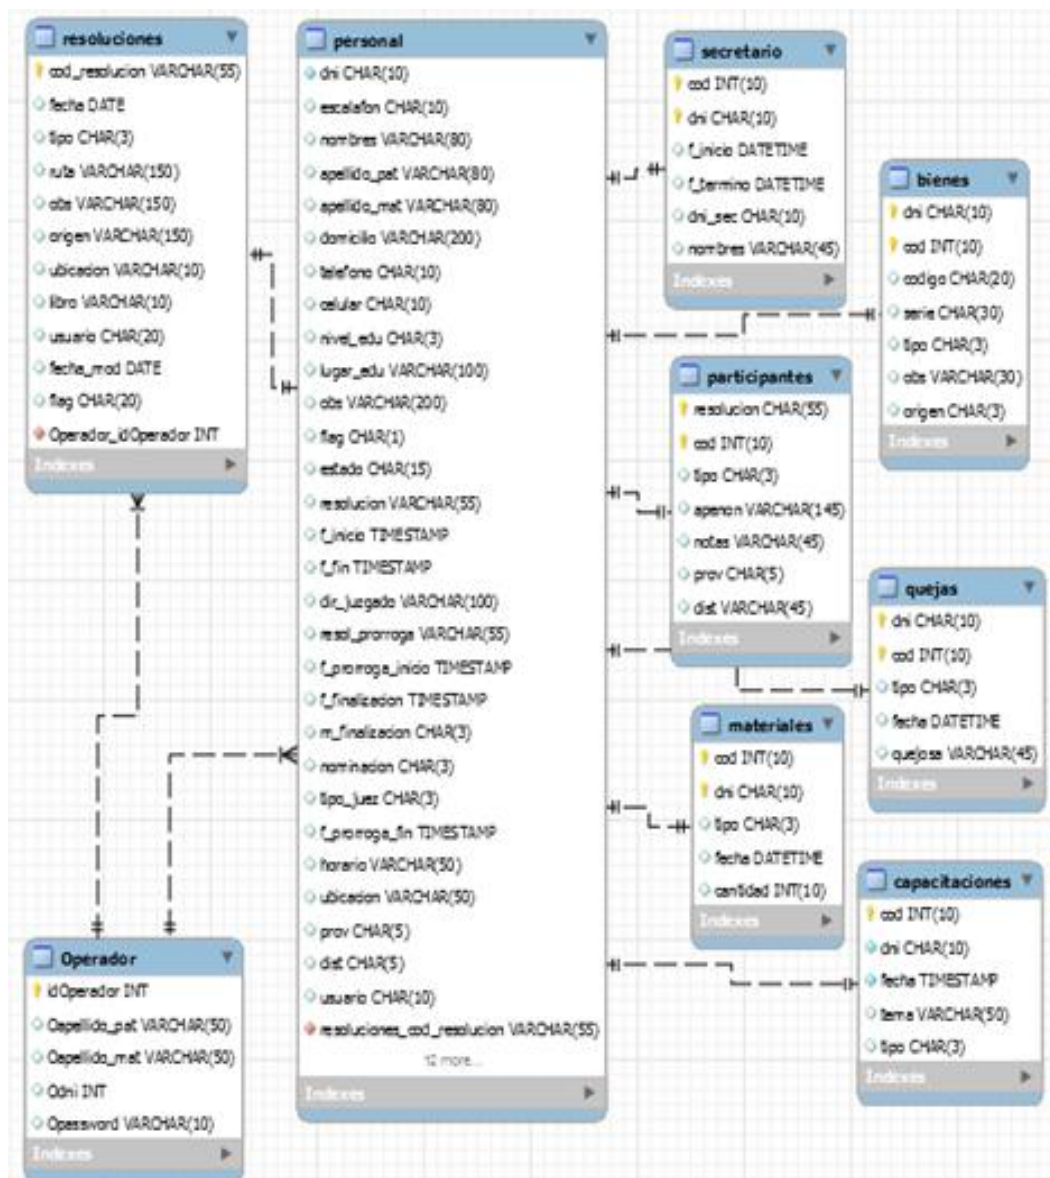 resoluciones
cod_resolucion VARCHAR(55)
fecha DATE
tipo CHAR(3)
ruta VARCHAR(150)
obs VARCHAR(150)
origen VARCHAR(150)
ubicacion VARCHAR(10)
libro VARCHAR(10)
usuario CHAR(20)
fecha_mod DATE
flag CHAR(20)
Operador_idOperador INT
Indexes
personal
dni CHAR(10)
escalafon CHAR(10)
nombres VARCHAR(80)
apellido_pat VARCHAR(80)
apellido_mat VARCHAR(80)
domicilio VARCHAR(200)
telefono CHAR(10)
celular CHAR(10)
nivel_edu CHAR(3)
lugar_edu VARCHAR(100)
obs VARCHAR(200)
flag CHAR(1)
estado CHAR(15)
resolucion VARCHAR(55)
f_inicio TIMESTAMP
f_fin TIMESTAMP
dir_juzgado VARCHAR(100)
resol_prorroga VARCHAR(55)
f_prorroga_inicio TIMESTAMP
f_finalizacion TIMESTAMP
m_finalizacion CHAR(3)
nominacion CHAR(3)
tipo_juez CHAR(3)
f_prorroga_fin TIMESTAMP
horario VARCHAR(50)
ubicacion VARCHAR(50)
prov CHAR(5)
dist CHAR(5)
usuario CHAR(10)
resoluciones_cod_resolucion VARCHAR(55)
12 more...
Indexes
secretario
cod INT(10)
dni CHAR(10)
f_inicio DATETIME
f_termino DATETIME
dni_sec CHAR(10)
nombres VARCHAR(45)
Indexes
bienes
dni CHAR(10)
cod INT(10)
codigo CHAR(20)
serie CHAR(30)
tipo CHAR(3)
obs VARCHAR(30)
origen CHAR(3)
Indexes
participantes
resolucion CHAR(55)
cod INT(10)
tipo CHAR(3)
apenom VARCHAR(145)
notas VARCHAR(45)
prov CHAR(5)
dist VARCHAR(45)
Indexes
quejas
dni CHAR(10)
cod INT(10)
tipo CHAR(3)
fecha DATETIME
quejosa VARCHAR(45)
Indexes
materiales
cod INT(10)
dni CHAR(10)
tipo CHAR(3)
fecha DATETIME
cantidad INT(10)
Indexes
capacitaciones
cod INT(10)
dni CHAR(10)
fecha TIMESTAMP
tema VARCHAR(50)
tipo CHAR(3)
Indexes
Operador
idOperador INT
Oapellido_pat VARCHAR(50)
Oapellido_mat VARCHAR(50)
Odni INT
Opassword VARCHAR(10)
Indexes